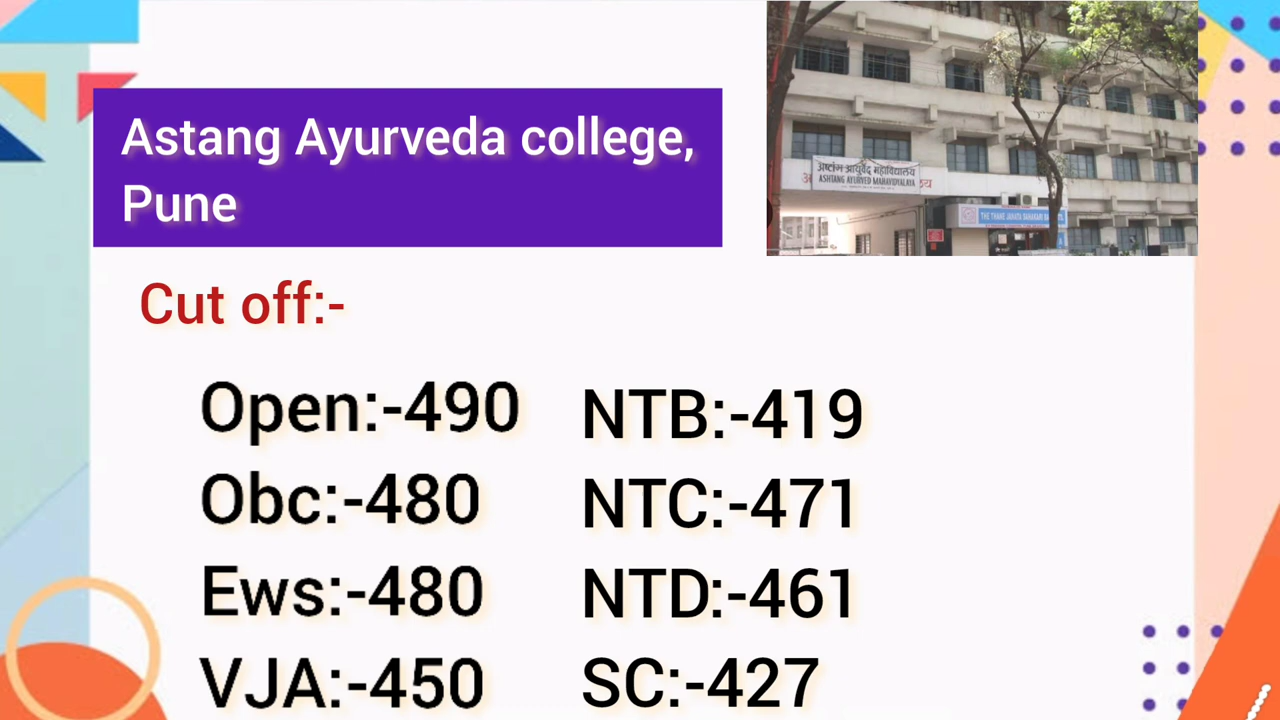 Astang Ayurveda college,
Pune
अष्टांग आयुर्वेद महाविद्यालय
ASHTANG AYURVED MAHAVIDYALAYA
THE THANE JANATA SAHAKARI
Cut off:-
Open:-490
Obc:-480
Ews:-480
VJA:-450
NTB:-419
NTC:-471
NTD:-461
SC:-427